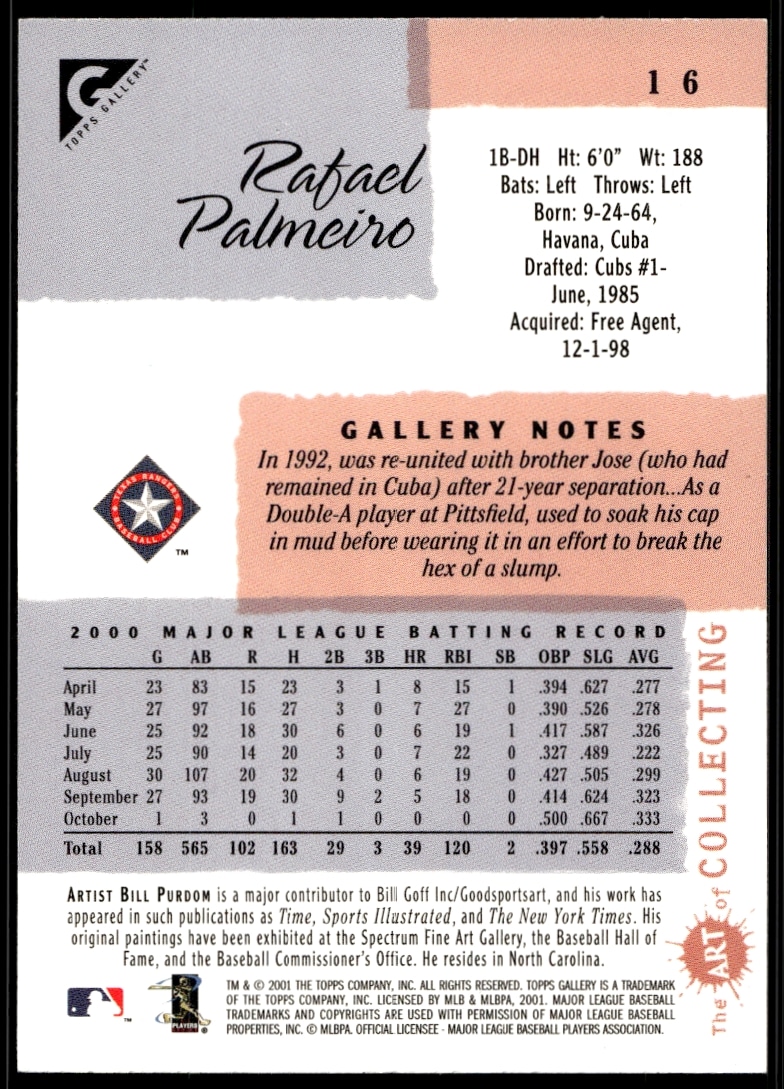 G
TOPPS GALLERY™
16
Rafael
Palmeiro
1B-DH Ht: 6'0" Wt: 188
Bats: Left Throws: Left
Born: 9-24-64,
Havana, Cuba
Drafted: Cubs #1-
June, 1985
Acquired: Free Agent,
12-1-98
GALLERY NOTES
In 1992, was re-united with brother Jose (who had
remained in Cuba) after 21-year separation...As a
Double-A player at Pittsfield, used to soak his cap
in mud before wearing it in an effort to break the
hex of a slump.
TEXAS RANGERS
BASEBALL CLUB
™
2000 MAJOR LEAGUE BATTING RECORD
G AB R H 2B 3B HR RBI SB OBP SLG AVG
April 23 83 15 23 3 1 8 15 1 .394 .627 .277
May 27 97 16 27 3 0 7 27 0 .390 .526 .278
June 25 92 18 30 6 0 6 19 1 .417 .587 .326
July 25 90 14 20 3 0 7 22 0 .327 .489 .222
August 30 107 20 32 4 0 6 19 0 .427 .505 .299
September 27 93 19 30 9 2 5 18 0 .414 .624 .323
October 1 3 0 1 1 0 0 0 0 .500 .667 .333
Total 158 565 102 163 29 3 39 120 2 .397 .558 .288
The ART of COLLECTING
ARTIST BILL PURDOM is a major contributor to Bill Goff Inc/Goodsportsart, and his work has
appeared in such publications as Time, Sports Illustrated, and The New York Times. His
original paintings have been exhibited at the Spectrum Fine Art Gallery, the Baseball Hall of
Fame, and the Baseball Commissioner's Office. He resides in North Carolina.
™
PLAYERS
®
TM & © 2001 THE TOPPS COMPANY, INC. ALL RIGHTS RESERVED. TOPPS GALLERY IS A TRADEMARK
OF THE TOPPS COMPANY, INC. LICENSED BY MLB & MLBPA, 2001. MAJOR LEAGUE BASEBALL
TRADEMARKS AND COPYRIGHTS ARE USED WITH PERMISSION OF MAJOR LEAGUE BASEBALL
PROPERTIES, INC. © MLBPA. OFFICIAL LICENSEE - MAJOR LEAGUE BASEBALL PLAYERS ASSOCIATION.